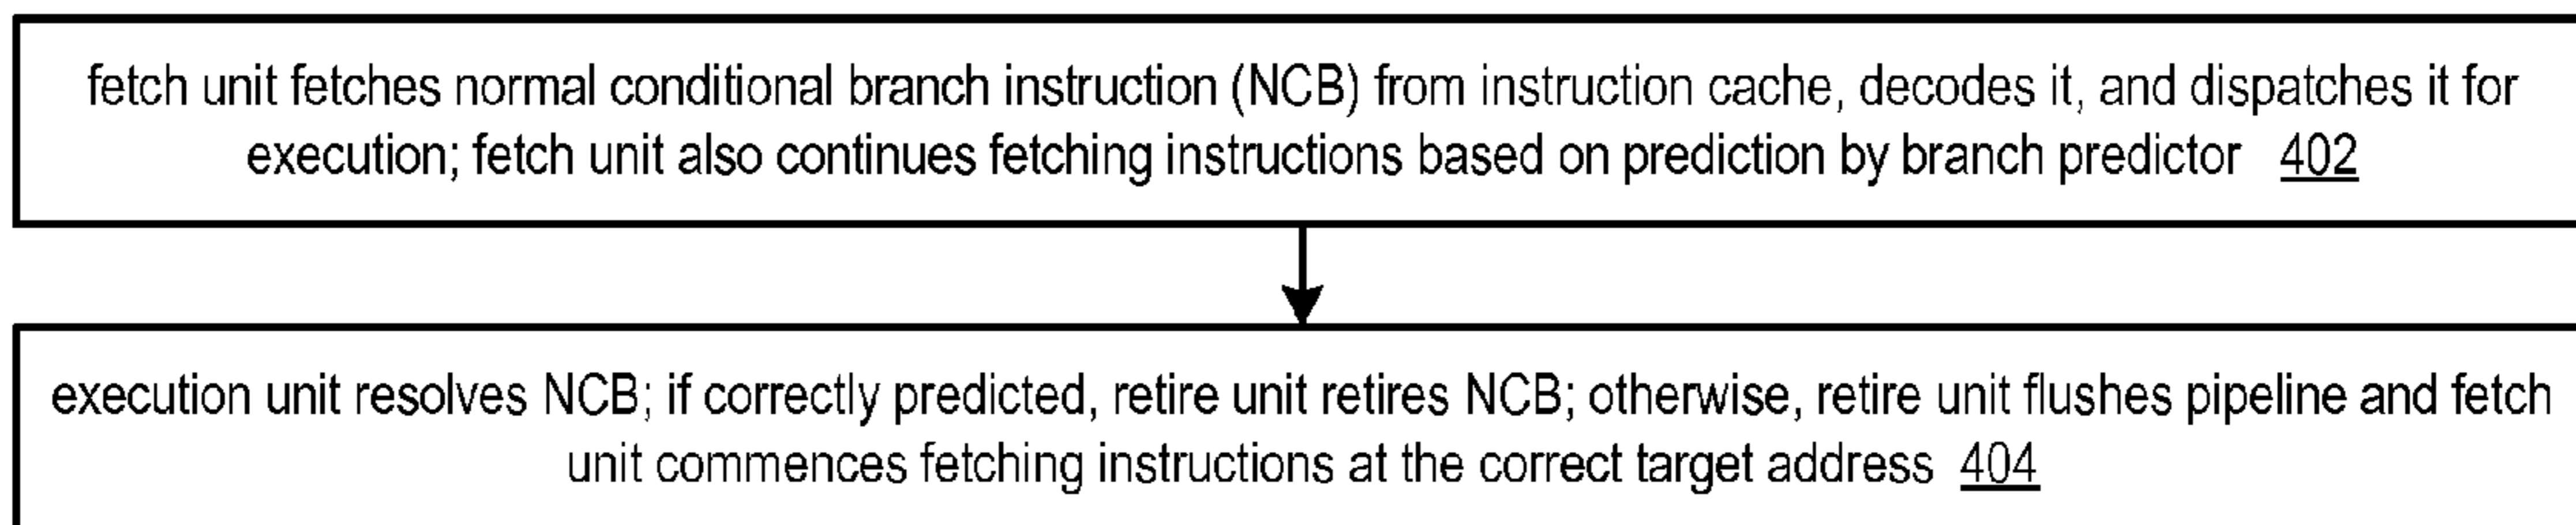 fetch unit fetches normal conditional branch instruction (NCB) from instruction cache, decodes it, and dispatches it for
execution; fetch unit also continues fetching instructions based on prediction by branch predictor 402
execution unit resolves NCB; if correctly predicted, retire unit retires NCB; otherwise, retire unit flushes pipeline and fetch
unit commences fetching instructions at the correct target address 404